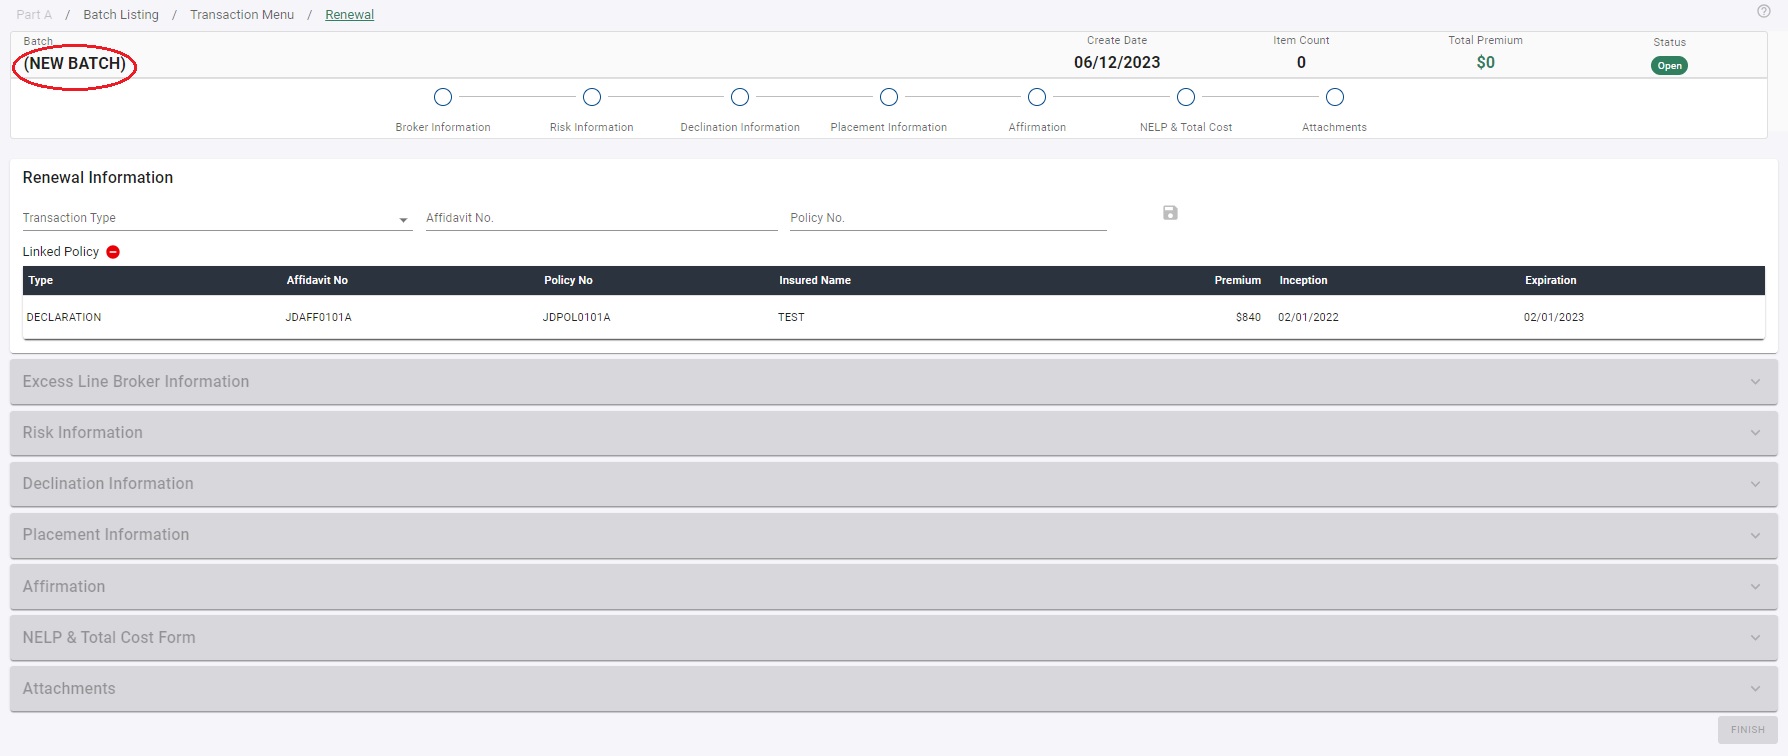 Part A / Batch Listing / Transaction Menu / Renewal
Batch Create Date Item Count Total Premium Status
(NEW BATCH) 06/12/2023 0 $0 Open
Broker Information Risk Information Declination Information Placement Information Affirmation NELP & Total Cost Attachments
Renewal Information
Transaction Type Affidavit No. Policy No.
Linked Policy
Type Affidavit No Policy No Insured Name Premium Inception Expiration
DECLARATION JDAFF0101A JDPOL0101A TEST $840 02/01/2022 02/01/2023
Excess Line Broker Information
Risk Information
Declination Information
Placement Information
Affirmation
NELP & Total Cost Form
Attachments
FINISH